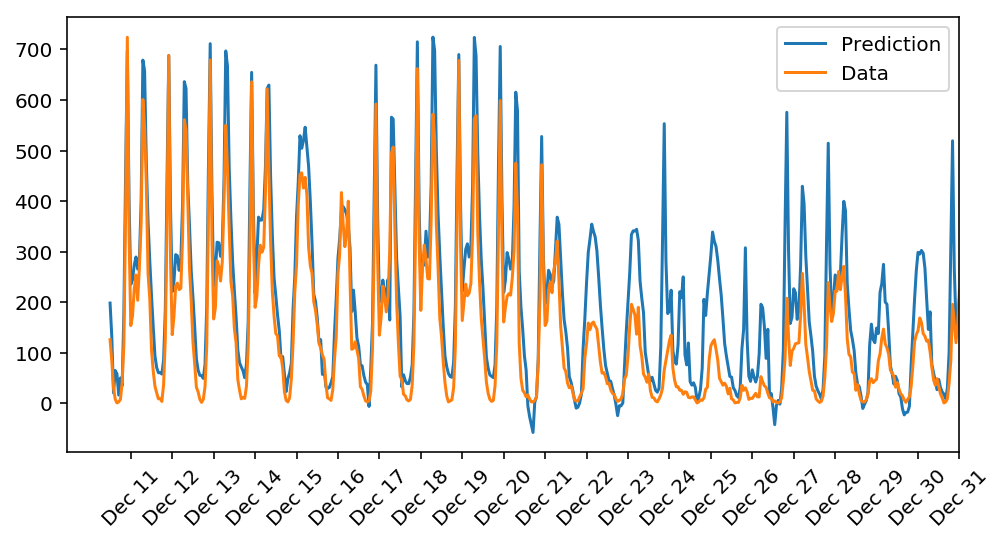 700
600
500
400
300
200
100
0
Prediction
Data
Dec 11
Dec 12
Dec 13
Dec 14
Dec 15
Dec 16
Dec 17
Dec 18
Dec 19
Dec 20
Dec 21
Dec 22
Dec 23
Dec 24
Dec 25
Dec 26
Dec 27
Dec 28
Dec 29
Dec 30
Dec 31